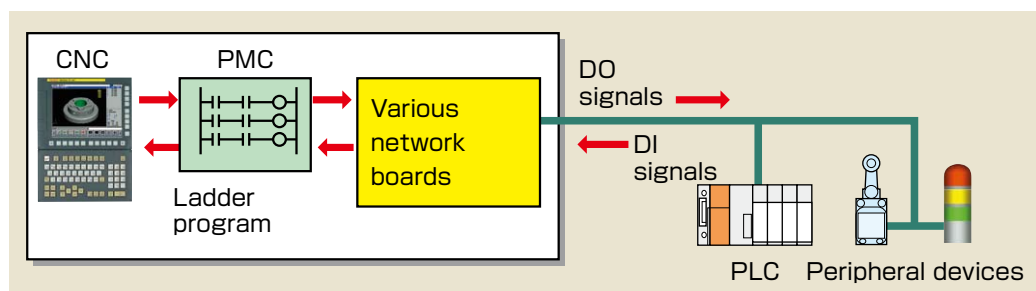 CNC
PMC
Ladder
program
Various
network
boards
DO
signals
DI
signals
PLC
Peripheral devices